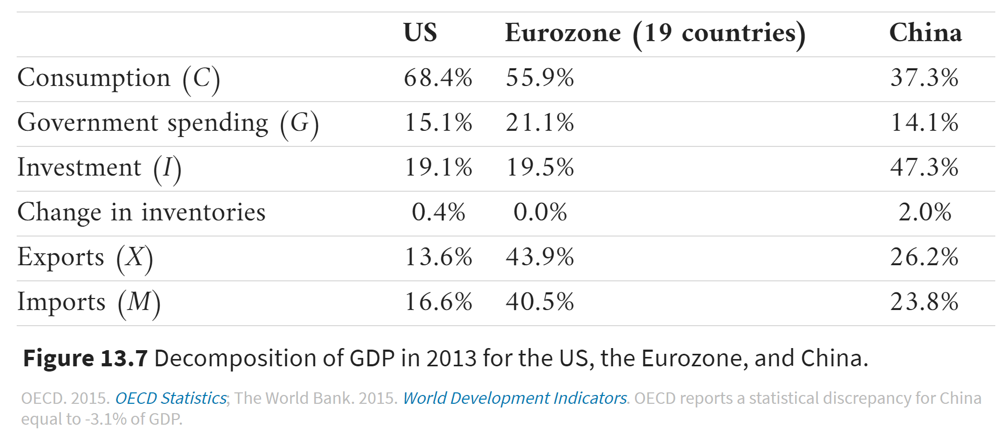 US Eurozone (19 countries) China
Consumption (C) 68.4% 55.9% 37.3%
Government spending (G) 15.1% 21.1% 14.1%
Investment (I) 19.1% 19.5% 47.3%
Change in inventories 0.4% 0.0% 2.0%
Exports (X) 13.6% 43.9% 26.2%
Imports (M) 16.6% 40.5% 23.8%
Figure 13.7 Decomposition of GDP in 2013 for the US, the Eurozone, and China.
OECD. 2015. OECD Statistics; The World Bank. 2015. World Development Indicators. OECD reports a statistical discrepancy for China
equal to -3.1% of GDP.